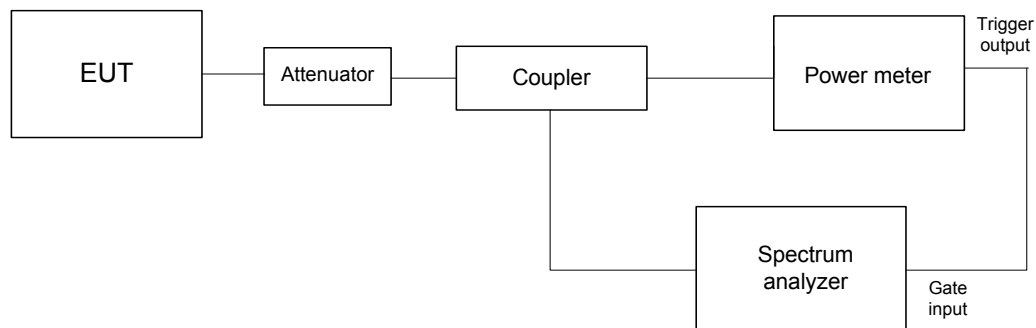 Trigger
output
EUT
Attenuator
Coupler
Power meter
Spectrum
analyzer
Gate
input